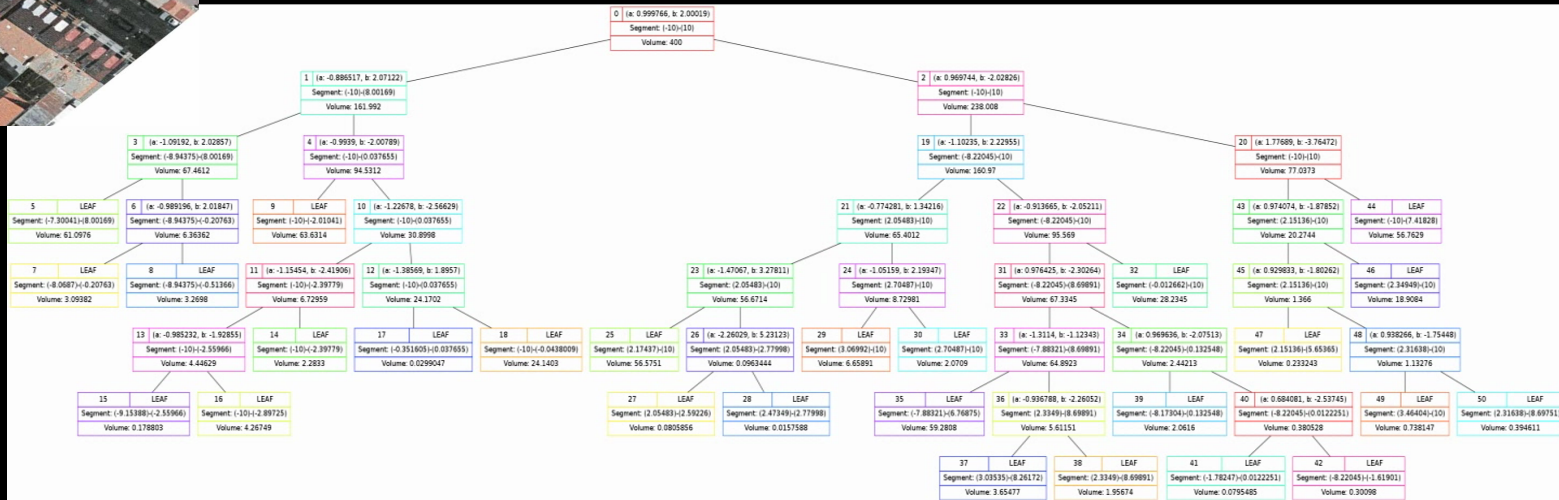 0 (a: 0.999766, b: 2.00019)
Segment: (-10)-(10)
Volume: 400
1 (a: -0.886517, b: 2.07122)
Segment: (-10)-(8.00169)
Volume: 161.992
2 (a: 0.969744, b: -2.02826)
Segment: (-10)-(10)
Volume: 238.008
3 (a: -1.09192, b: 2.02857)
Segment: (-8.94375)-(8.00169)
Volume: 67.4612
4 (a: -0.9939, b: -2.00789)
Segment: (-10)-(0.037655)
Volume: 94.5312
19 (a: -1.10235, b: 2.22955)
Segment: (-8.22045)-(10)
Volume: 160.97
20 (a: 1.77689, b: -3.76472)
Segment: (-10)-(10)
Volume: 77.0373
5 LEAF
Segment: (-7.30041)-(8.00169)
Volume: 61.0976
6 (a: -0.989196, b: 2.01847)
Segment: (-8.94375)-(-0.20763)
Volume: 6.36362
9 LEAF
Segment: (-10)-(-2.01041)
Volume: 63.6314
10 (a: -1.22678, b: -2.56629)
Segment: (-10)-(0.037655)
Volume: 30.8998
21 (a: -0.774281, b: 1.34216)
Segment: (2.05483)-(10)
Volume: 65.4012
22 (a: -0.913665, b: -2.05211)
Segment: (-8.22045)-(10)
Volume: 95.569
43 (a: 0.974074, b: -1.87852)
Segment: (2.15136)-(10)
Volume: 20.2744
44 LEAF
Segment: (-10)-(7.41828)
Volume: 56.7629
7 LEAF
Segment: (-8.0687)-(-0.20763)
Volume: 3.09382
8 LEAF
Segment: (-8.94375)-(-0.51366)
Volume: 3.2698
11 (a: -1.15454, b: -2.41906)
Segment: (-10)-(-2.39779)
Volume: 6.72959
12 (a: -1.38569, b: 1.8957)
Segment: (-10)-(0.037655)
Volume: 24.1702
23 (a: -1.47067, b: 3.27811)
Segment: (2.05483)-(10)
Volume: 56.6714
24 (a: -1.05159, b: 2.19347)
Segment: (2.70487)-(10)
Volume: 8.72981
31 (a: 0.976425, b: -2.30264)
Segment: (-8.22045)-(8.69891)
Volume: 67.3345
32 LEAF
Segment: (-0.012662)-(10)
Volume: 28.2345
45 (a: 0.929833, b: -1.80262)
Segment: (2.15136)-(10)
Volume: 1.366
46 LEAF
Segment: (2.34949)-(10)
Volume: 18.9084
13 (a: -0.985232, b: -1.92855)
Segment: (-10)-(-2.55966)
Volume: 4.44629
14 LEAF
Segment: (-10)-(-2.39779)
Volume: 2.2833
17 LEAF
Segment: (-0.351605)-(0.037655)
Volume: 0.0299047
18 LEAF
Segment: (-10)-(-0.0438009)
Volume: 24.1403
25 LEAF
Segment: (2.17437)-(10)
Volume: 56.5751
26 (a: -2.26029, b: 5.23123)
Segment: (2.05483)-(2.77998)
Volume: 0.0963444
29 LEAF
Segment: (3.06992)-(10)
Volume: 6.65891
30 LEAF
Segment: (2.70487)-(10)
Volume: 2.0709
33 (a: -1.3114, b: -1.12343)
Segment: (-7.88321)-(8.69891)
Volume: 64.8923
34 (a: 0.969636, b: -2.07513)
Segment: (-8.22045)-(0.132548)
Volume: 2.44213
47 LEAF
Segment: (2.15136)-(5.65365)
Volume: 0.233243
48 (a: 0.938266, b: -1.75448)
Segment: (2.31638)-(10)
Volume: 1.13276
15 LEAF
Segment: (-9.15388)-(-2.55966)
Volume: 0.178803
16 LEAF
Segment: (-10)-(-2.89725)
Volume: 4.26749
27 LEAF
Segment: (2.05483)-(2.59226)
Volume: 0.0805856
28 LEAF
Segment: (2.47349)-(2.77998)
Volume: 0.0157588
35 LEAF
Segment: (-7.88321)-(6.76875)
Volume: 59.2808
36 (a: -0.936788, b: -2.26052)
Segment: (2.3349)-(8.69891)
Volume: 5.61151
39 LEAF
Segment: (-8.17304)-(0.132548)
Volume: 2.0616
40 (a: 0.684081, b: -2.53745)
Segment: (-8.22045)-(0.0122251)
Volume: 0.380528
49 LEAF
Segment: (3.46404)-(10)
Volume: 0.738147
50 LEAF
Segment: (2.31638)-(8.69751
Volume: 0.394611
37 LEAF
Segment: (3.03535)-(8.26172)
Volume: 3.65477
38 LEAF
Segment: (2.3349)-(8.69891)
Volume: 1.95674
41 LEAF
Segment: (-1.78247)-(0.0122251)
Volume: 0.0795485
42 LEAF
Segment: (-8.22045)-(-1.61901)
Volume: 0.30098